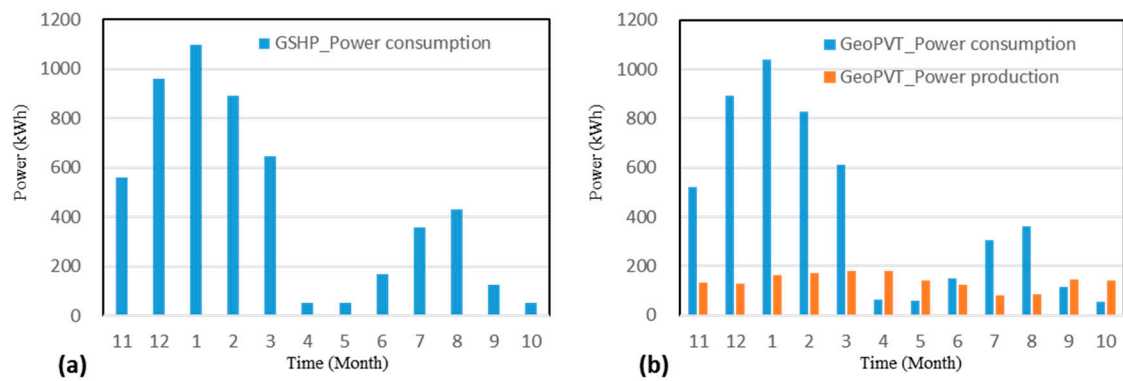 1200
1000
800
600
400
200
0
Power (kWh)
GSHP_Power consumption
11 12 1 2 3 4 5 6 7 8 9 10
Time (Month)
(a)
1200
1000
800
600
400
200
0
Power (kWh)
GeoPVT_Power consumption
GeoPVT_Power production
11 12 1 2 3 4 5 6 7 8 9 10
Time (Month)
(b)